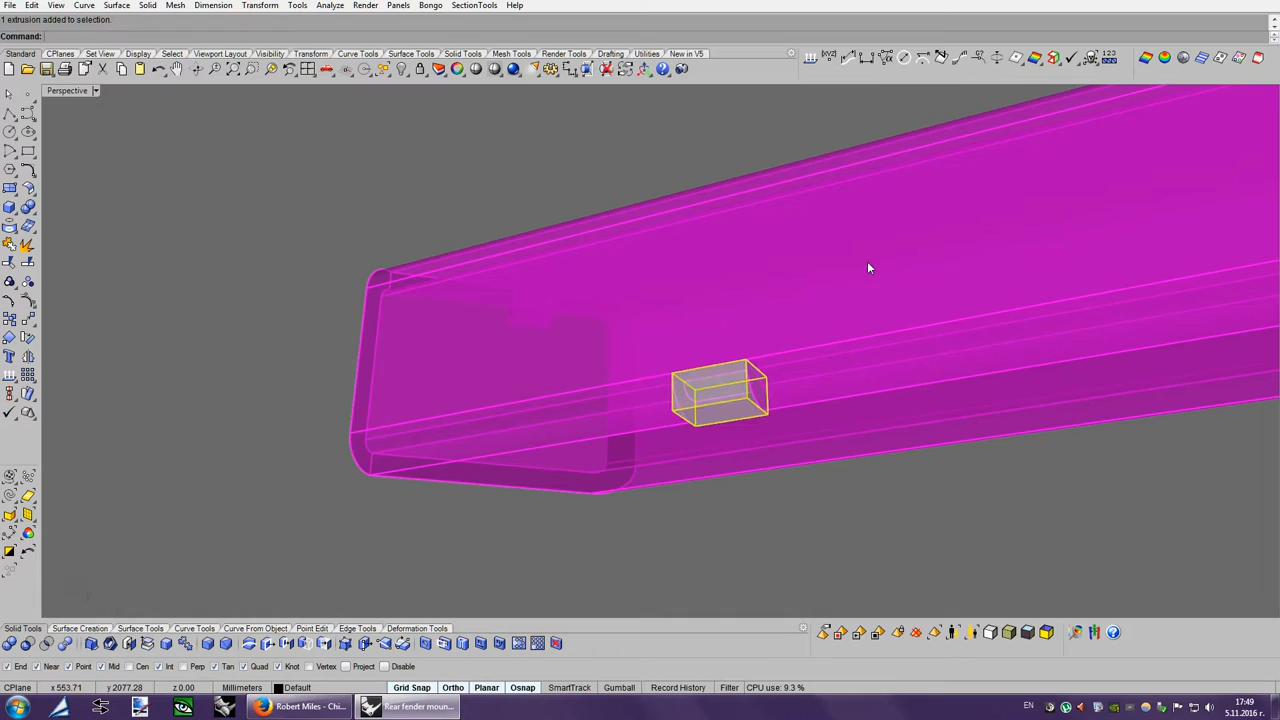 File Edit View Curve Surface Solid Mesh Dimension Transform Tools Analyze Render Panels Bongo SectionTools Help
1 extrusion added to selection.
Command:
Standard CPlanes Set View Display Select Viewport Layout Visibility Transform Curve Tools Surface Tools Solid Tools Mesh Tools Render Tools Drafting Utilities New in V5
Perspective
Solid Tools Surface Creation Surface Tools Curve Tools Curve From Object Point Edit Edge Tools Deformation Tools
End Near Point Mid Cen Int Perp Tan Quad Knot Vertex Project Disable
CPlane x 553.71 y 2077.28 z 0.00 Millimeters Default Grid Snap Ortho Planar Osnap SmartTrack Gumball Record History Filter CPU use: 9.3 %
Robert Miles - Chi... Rear fender moun... EN 17:49
5.11.2016 г.